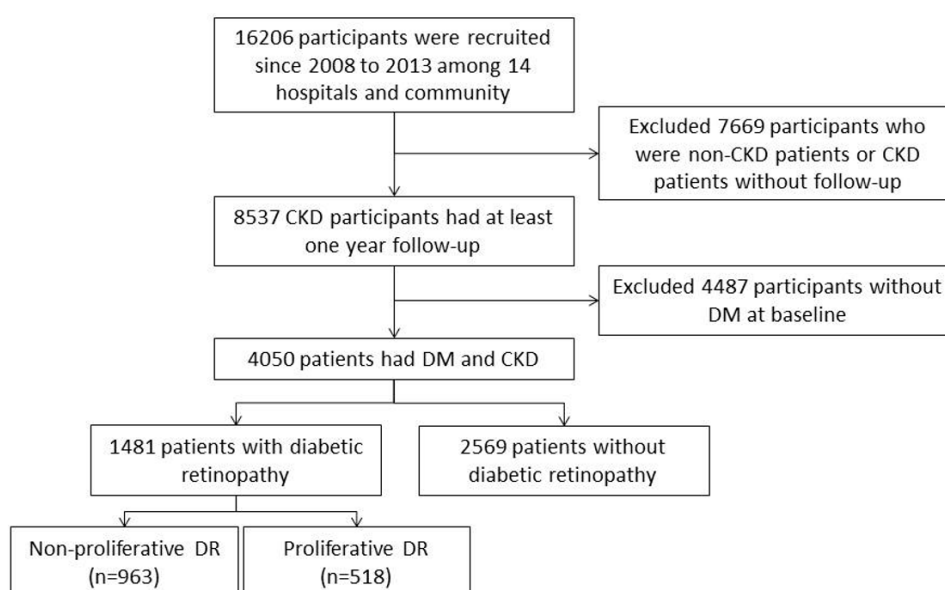 16206 participants were recruited
since 2008 to 2013 among 14
hospitals and community
Excluded 7669 participants who
were non-CKD patients or CKD
patients without follow-up
8537 CKD participants had at least
one year follow-up
Excluded 4487 participants without
DM at baseline
4050 patients had DM and CKD
1481 patients with diabetic
retinopathy
2569 patients without
diabetic retinopathy
Non-proliferative DR
(n=963)
Proliferative DR
(n=518)